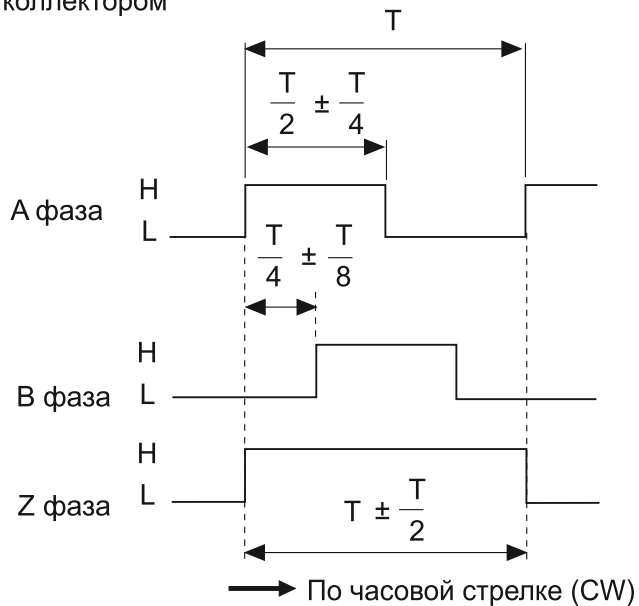 коллектором
T
T/2 ± T/4
H
A фаза
L
T/4 ± T/8
H
B фаза L
H
Z фаза L
T ± T/2
По часовой стрелке (CW)